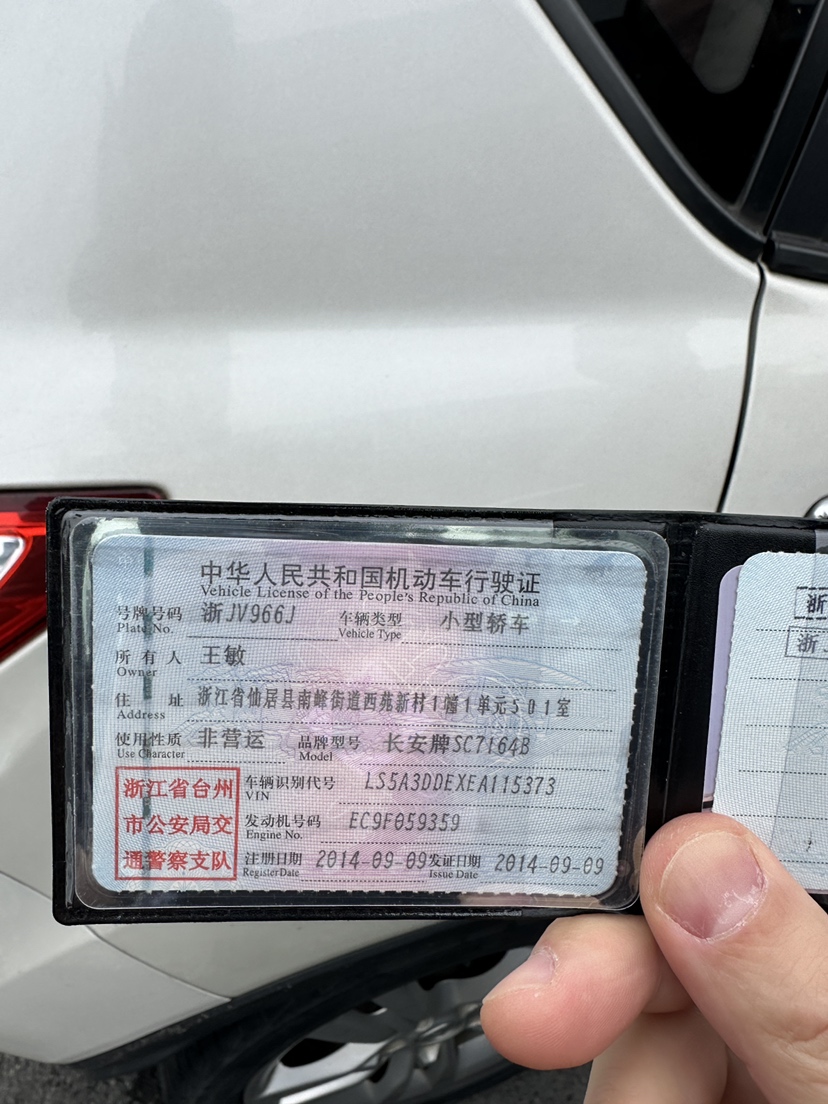 中华人民共和国机动车行驶证
Vehicle License of the People's Republic of China
号牌号码 浙JV966J 车辆类型 小型轿车
Plate No. Vehicle Type
所有人 王敏
Owner
住址 浙江省仙居县南峰街道西苑新村1幢1单元501室
Address
使用性质 非营运 品牌型号 长安牌SC7164B
Use Character Model
浙江省台州
市公安局交
通警察支队
车辆识别代号 LS5A3DDEXEA115373
VIN
发动机号码 EC9F059359
Engine No.
注册日期 2014-09-09 发证日期 2014-09-09
Register Date Issue Date
浙
浙